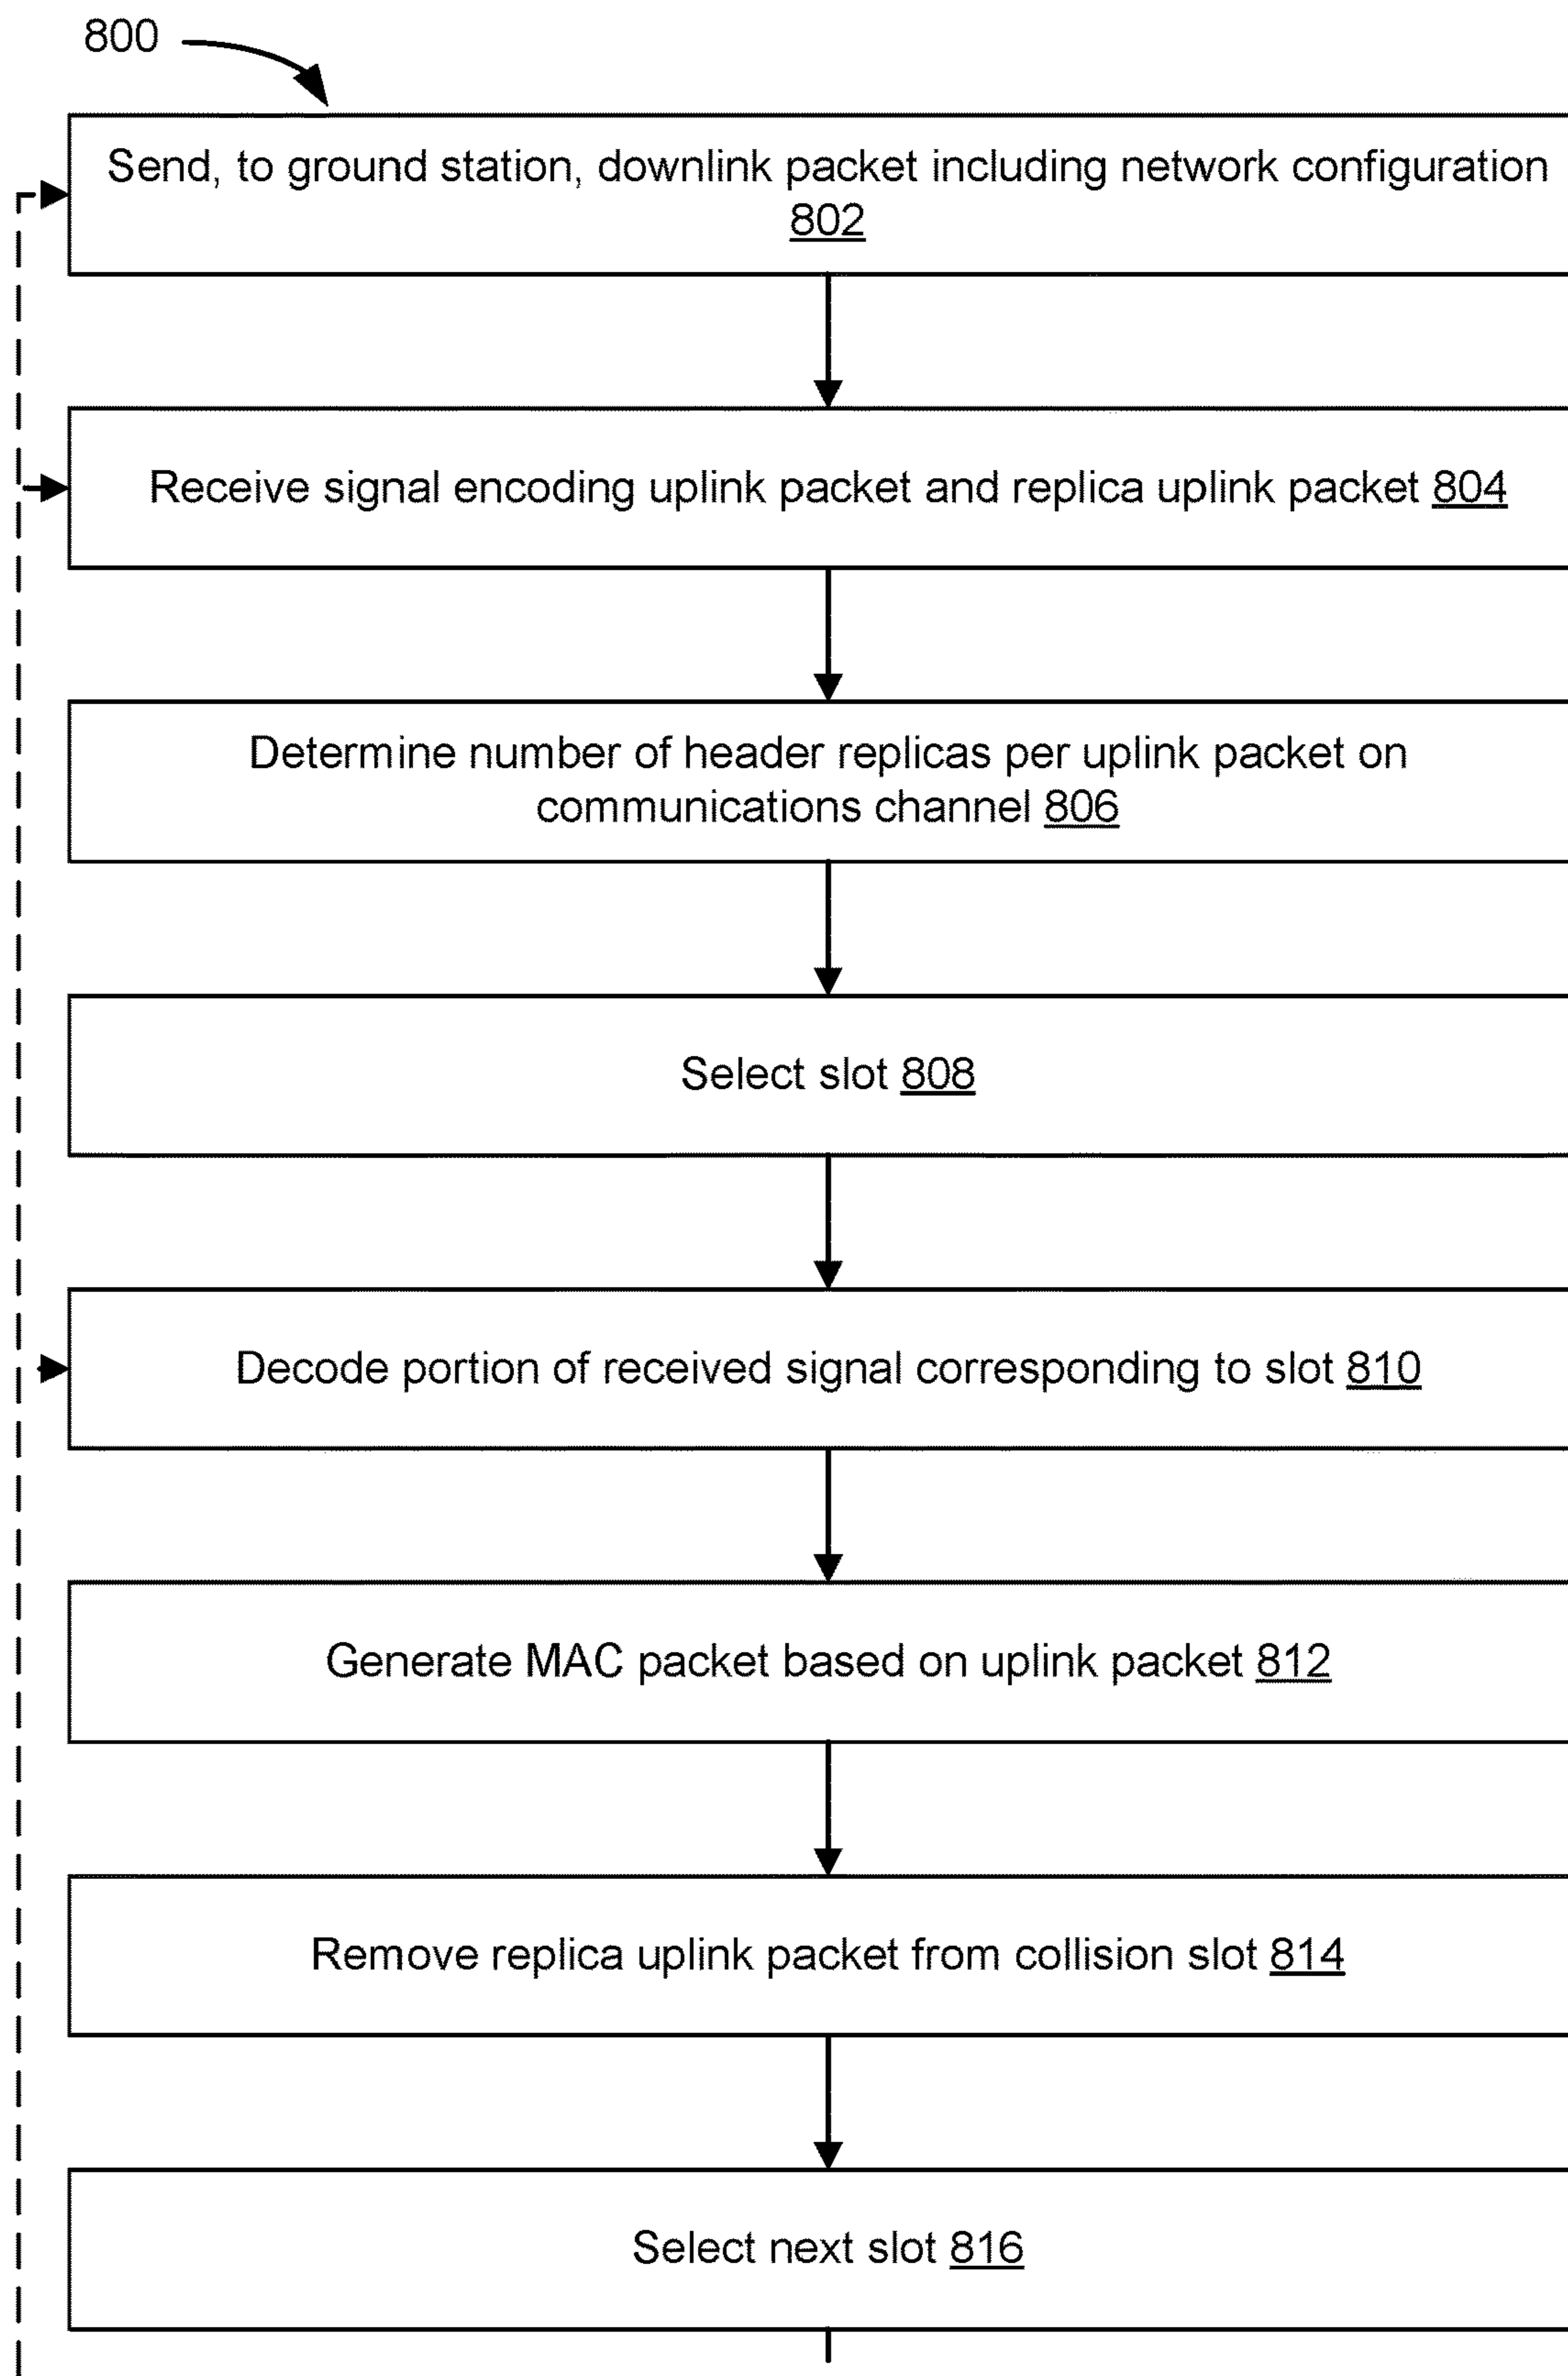 800
Send, to ground station, downlink packet including network configuration
802
Receive signal encoding uplink packet and replica uplink packet 804
Determine number of header replicas per uplink packet on
communications channel 806
Select slot 808
Decode portion of received signal corresponding to slot 810
Generate MAC packet based on uplink packet 812
Remove replica uplink packet from collision slot 814
Select next slot 816